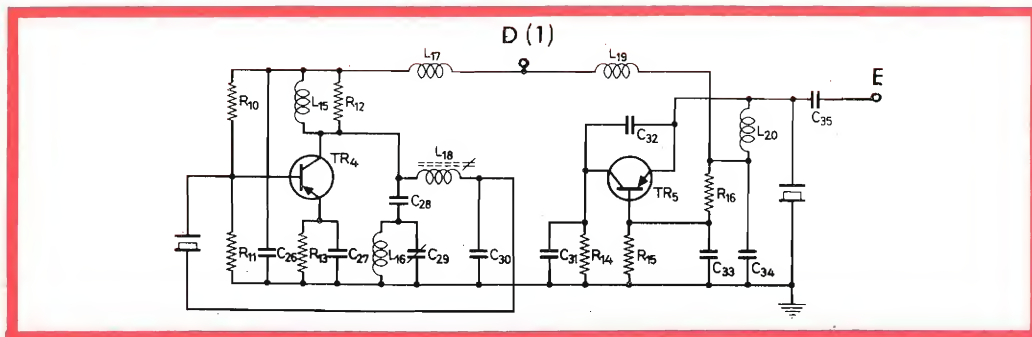 D (1)
L17
L19
E
R10
L15
R12
C32
C35
L20
TR4
L18
TR5
R16
C28
R11
C26
R13
C27
L16
C29
C30
C31
R14
R15
C33
C34